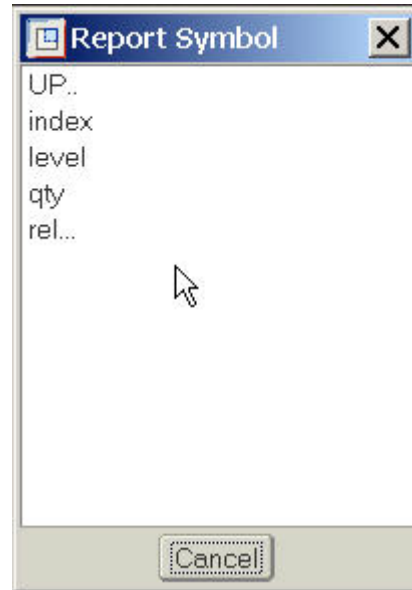 Report Symbol
UP..
index
level
qty
rel...
Cancel